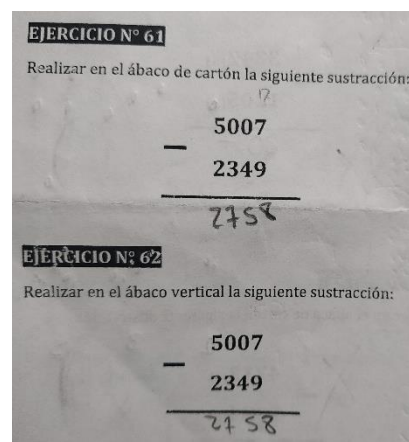 EJERCICIO N° 61
Realizar en el ábaco de cartón la siguiente sustracción:
17
5007
−
2349
2758
EJERCICIO N° 62
Realizar en el ábaco vertical la siguiente sustracción:
5007
−
2349
2758